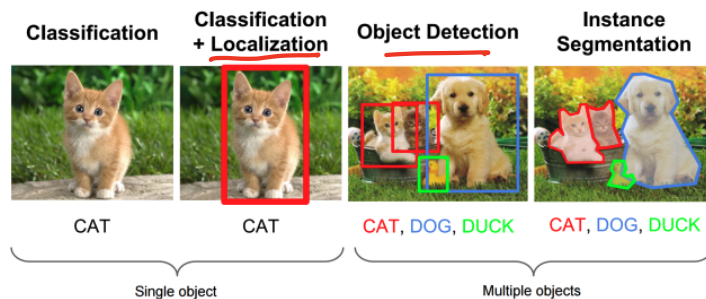 Classification
Classification
+ Localization
Object Detection
Instance
Segmentation
CAT
CAT
CAT, DOG, DUCK
CAT, DOG, DUCK
Single object
Multiple objects